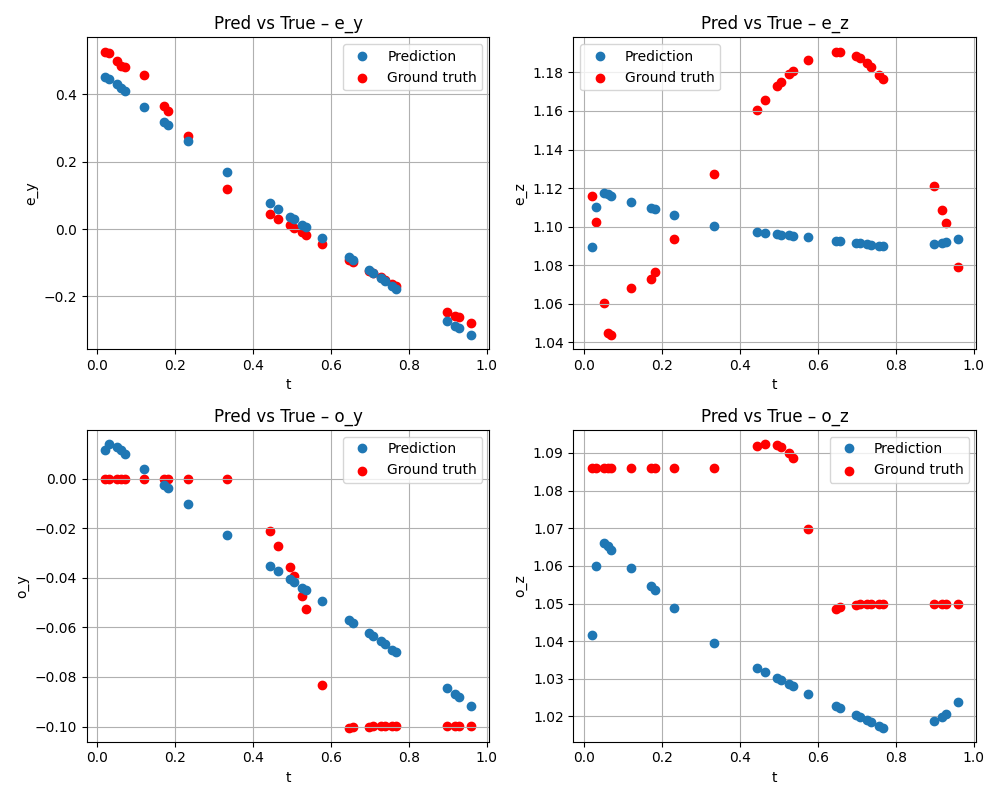 Pred vs True – e_y
Prediction
Ground truth
0.4
0.2
0.0
−0.2
e_y
0.0
0.2
0.4
0.6
0.8
1.0
t
Pred vs True – e_z
Prediction
Ground truth
1.18
1.16
1.14
1.12
1.10
1.08
1.06
1.04
e_z
0.0
0.2
0.4
0.6
0.8
1.0
t
Pred vs True – o_y
Prediction
Ground truth
0.00
−0.02
−0.04
−0.06
−0.08
−0.10
o_y
0.0
0.2
0.4
0.6
0.8
1.0
t
Pred vs True – o_z
Prediction
Ground truth
1.09
1.08
1.07
1.06
1.05
1.04
1.03
1.02
o_z
0.0
0.2
0.4
0.6
0.8
1.0
t